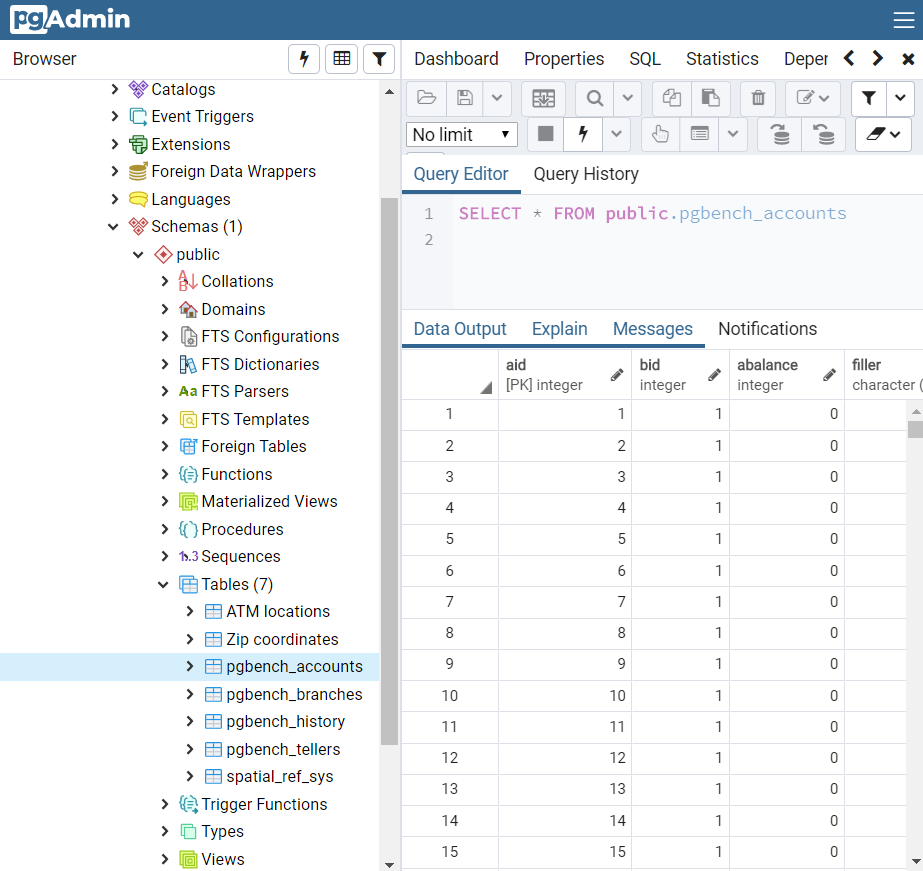 pgAdmin
Browser
Dashboard Properties SQL Statistics Deper
Catalogs
Event Triggers
Extensions
Foreign Data Wrappers
Languages
Schemas (1)
public
Collations
Domains
FTS Configurations
FTS Dictionaries
Aa FTS Parsers
FTS Templates
Foreign Tables
Functions
Materialized Views
Procedures
1..3 Sequences
Tables (7)
ATM locations
Zip coordinates
pgbench_accounts
pgbench_branches
pgbench_history
pgbench_tellers
spatial_ref_sys
Trigger Functions
Types
Views
No limit
Query Editor Query History
1 SELECT * FROM public.pgbench_accounts
2
Data Output Explain Messages Notifications
aid bid abalance filler
[PK] integer integer integer character (
1 1 1 0
2 2 1 0
3 3 1 0
4 4 1 0
5 5 1 0
6 6 1 0
7 7 1 0
8 8 1 0
9 9 1 0
10 10 1 0
11 11 1 0
12 12 1 0
13 13 1 0
14 14 1 0
15 15 1 0